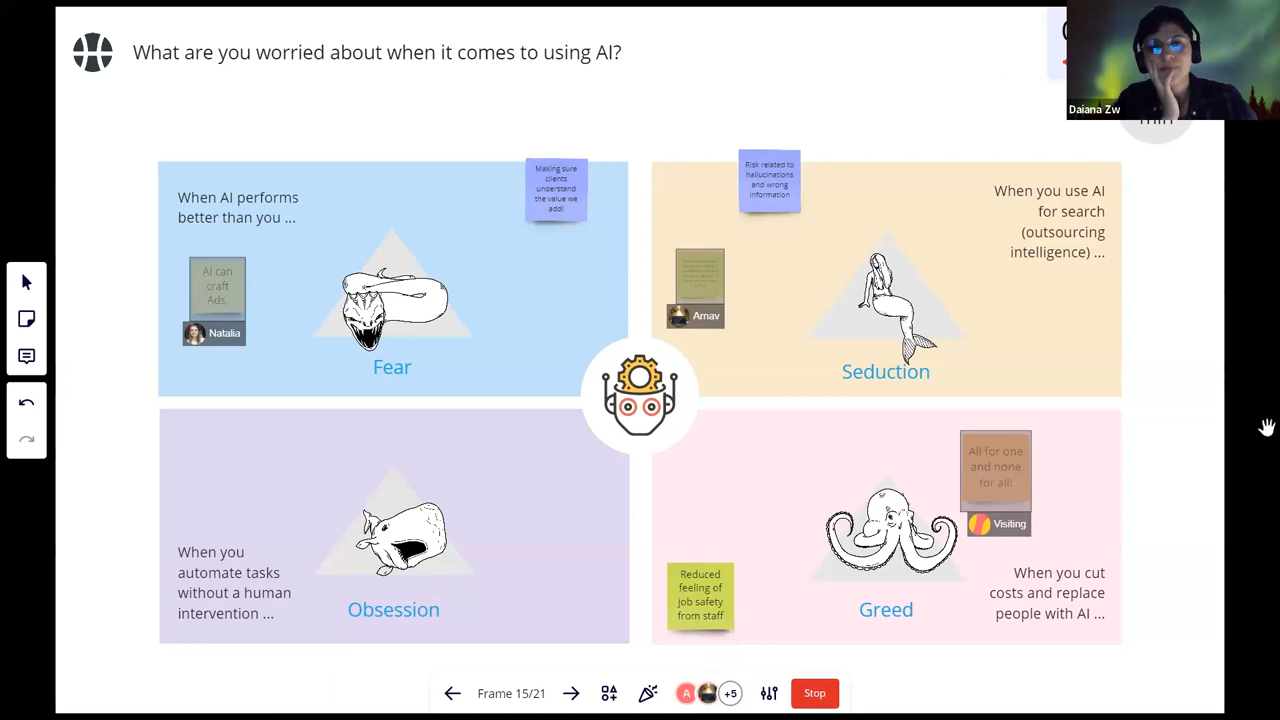 What are you worried about when it comes to using AI?
Daiana Zw
When AI performs
better than you ...
Making sure
clients
understand
the value we
add!
AI can
craft
Ads.
Natalia
Fear
Risk related to
hallucinations
and wrong
information
When you use AI
for search
(outsourcing
intelligence) ...
Arnav
Seduction
When you
automate tasks
without a human
intervention ...
Obsession
All for one
and none
for all!
Visiting
Reduced
feeling of
job safety
from staff
Greed
When you cut
costs and replace
people with AI ...
Frame 15/21
A
+5
Stop